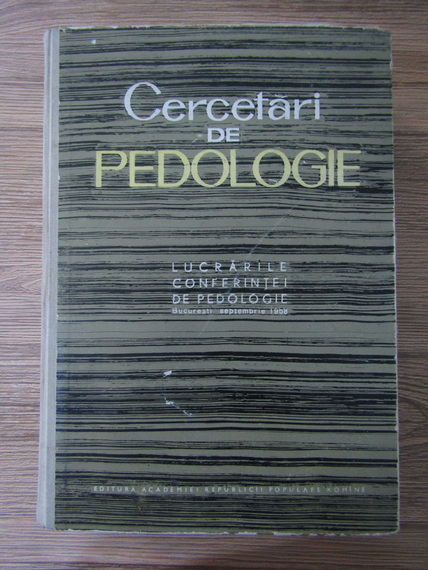 Cercetări
DE
PEDOLOGIE
LUCRĂRILE
CONFERINȚEI
DE PEDOLOGIE
București septembrie 1958
EDITURA ACADEMIEI REPUBLICII POPULARE ROMÎNE